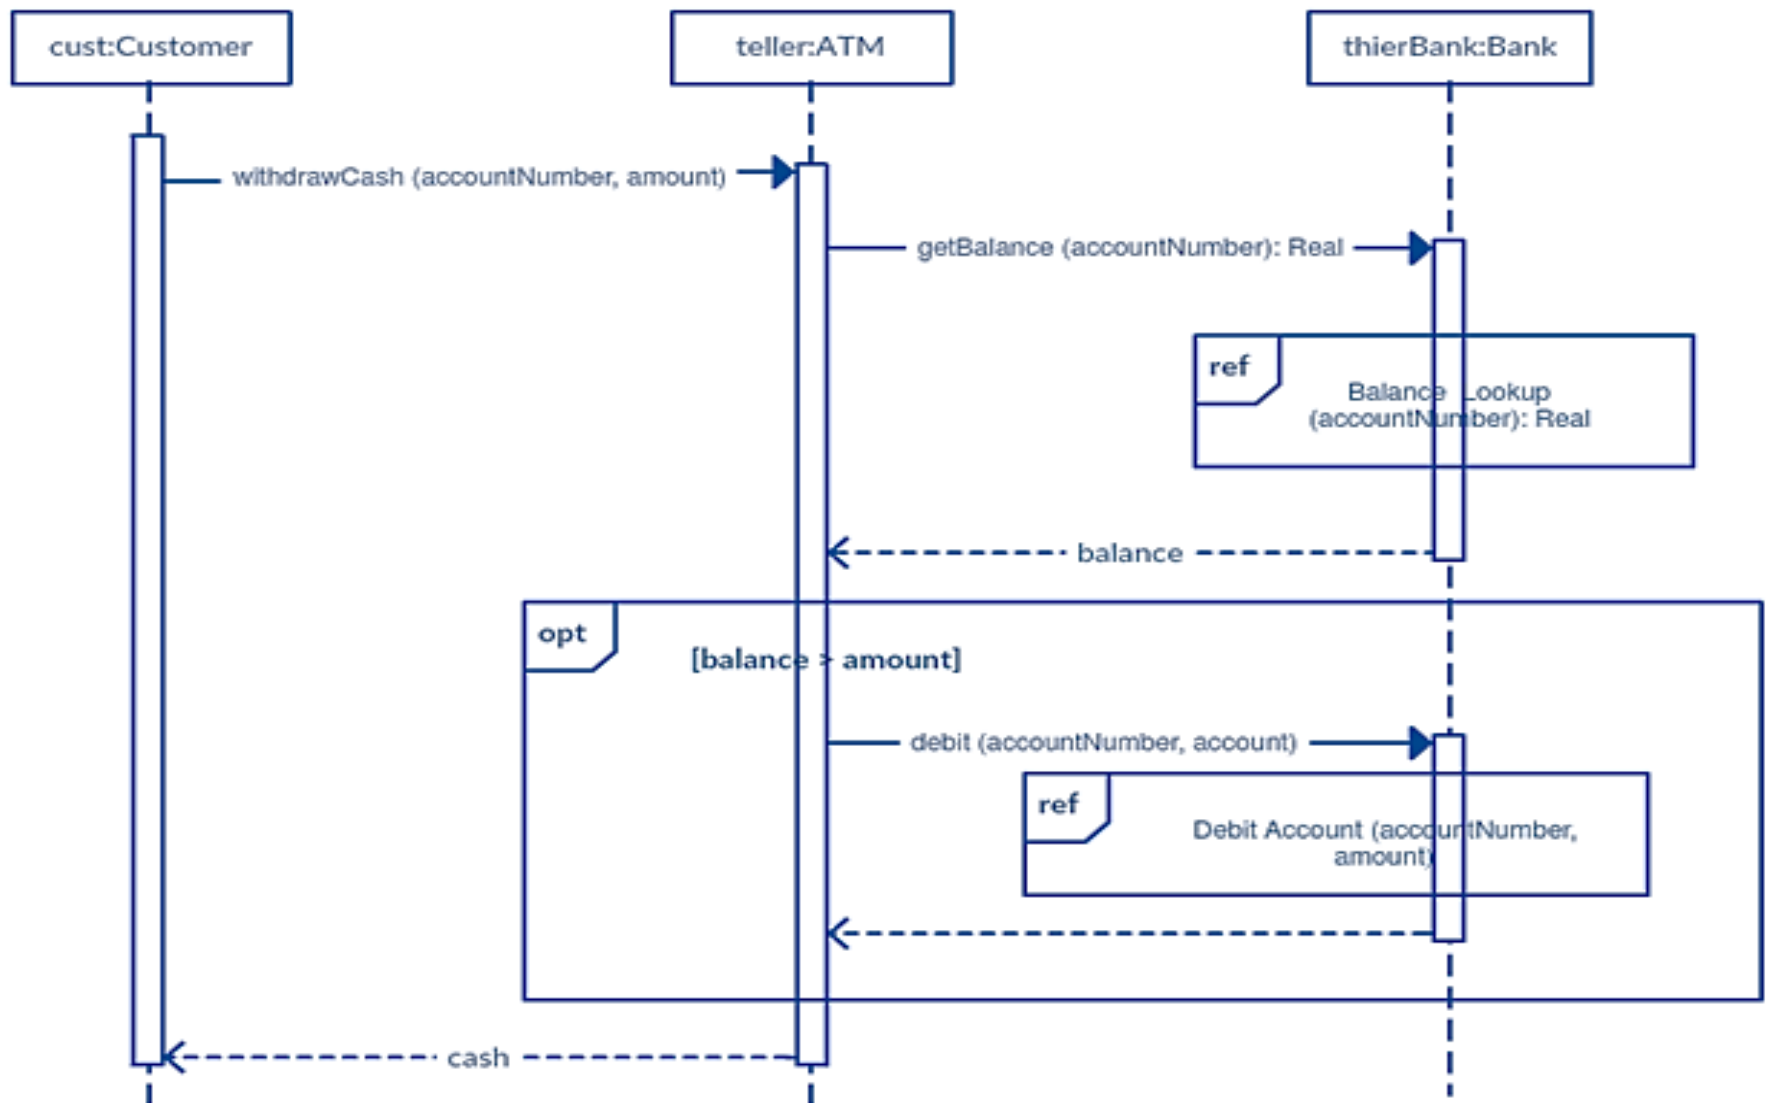 cust:Customer
teller:ATM
thierBank:Bank
withdrawCash (accountNumber, amount)
getBalance (accountNumber): Real
ref
Balance Lookup
(accountNumber): Real
balance
opt
[balance > amount]
debit (accountNumber, account)
ref
Debit Account (accountNumber,
amount)
cash